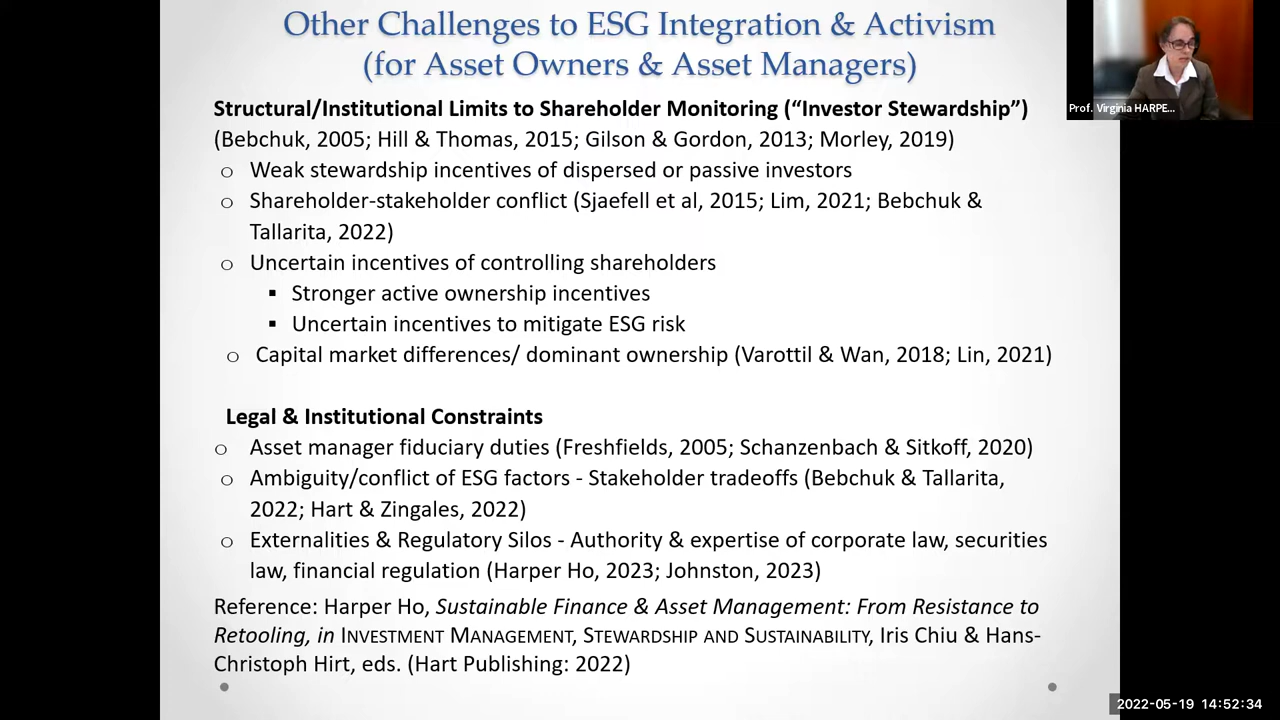 Other Challenges to ESG Integration & Activism
(for Asset Owners & Asset Managers)
Prof. Virginia HARPE...
Structural/Institutional Limits to Shareholder Monitoring (“Investor Stewardship”)
(Bebchuk, 2005; Hill & Thomas, 2015; Gilson & Gordon, 2013; Morley, 2019)
o Weak stewardship incentives of dispersed or passive investors
o Shareholder-stakeholder conflict (Sjaefell et al, 2015; Lim, 2021; Bebchuk &
Tallarita, 2022)
o Uncertain incentives of controlling shareholders
▪ Stronger active ownership incentives
▪ Uncertain incentives to mitigate ESG risk
o Capital market differences/ dominant ownership (Varottil & Wan, 2018; Lin, 2021)
Legal & Institutional Constraints
o Asset manager fiduciary duties (Freshfields, 2005; Schanzenbach & Sitkoff, 2020)
o Ambiguity/conflict of ESG factors - Stakeholder tradeoffs (Bebchuk & Tallarita,
2022; Hart & Zingales, 2022)
o Externalities & Regulatory Silos - Authority & expertise of corporate law, securities
law, financial regulation (Harper Ho, 2023; Johnston, 2023)
Reference: Harper Ho, Sustainable Finance & Asset Management: From Resistance to
Retooling, in INVESTMENT MANAGEMENT, STEWARDSHIP AND SUSTAINABILITY, Iris Chiu & Hans-
Christoph Hirt, eds. (Hart Publishing: 2022)
2022-05-19 14:52:34